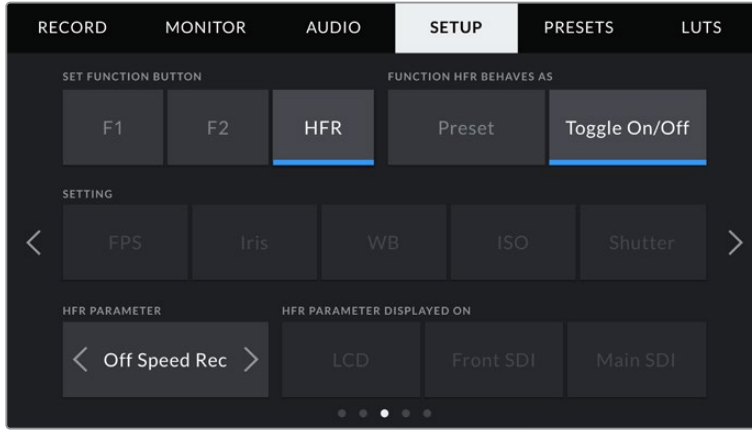 RECORD MONITOR AUDIO SETUP PRESETS LUTS
SET FUNCTION BUTTON FUNCTION HFR BEHAVES AS
F1 F2 HFR Preset Toggle On/Off
SETTING
FPS Iris WB ISO Shutter
HFR PARAMETER HFR PARAMETER DISPLAYED ON
Off Speed Rec LCD Front SDI Main SDI